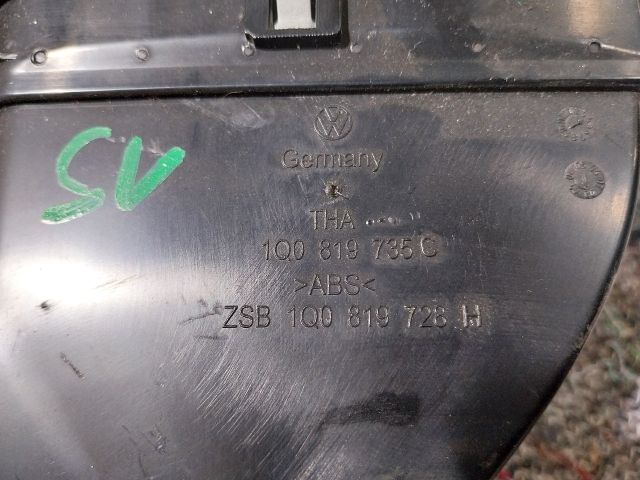 SV
Germany
THA
1Q0 819 735 C
>ABS<
ZSB 1Q0 819 728 H